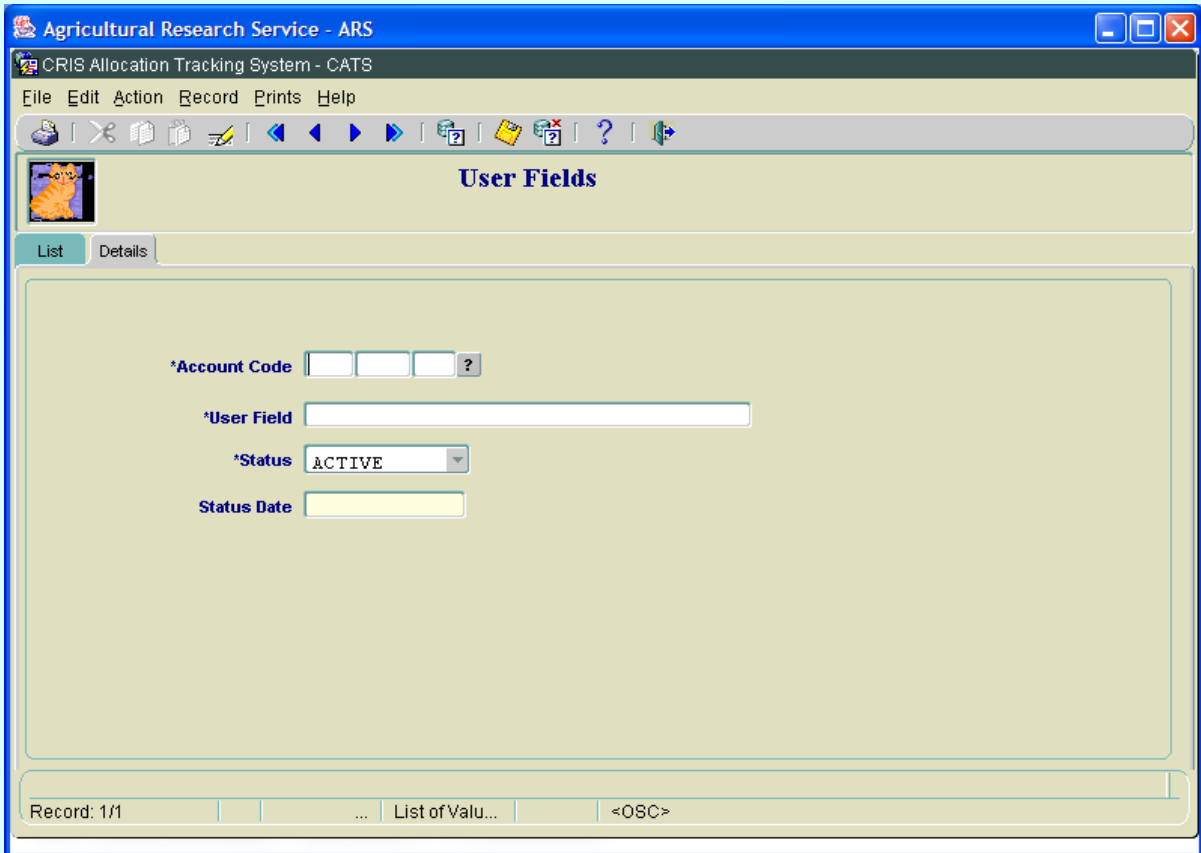 Agricultural Research Service - ARS
CRIS Allocation Tracking System - CATS
File Edit Action Record Prints Help
User Fields
List Details
*Account Code ?
*User Field
*Status ACTIVE
Status Date
Record: 1/1 ... List of Valu... <OSC>